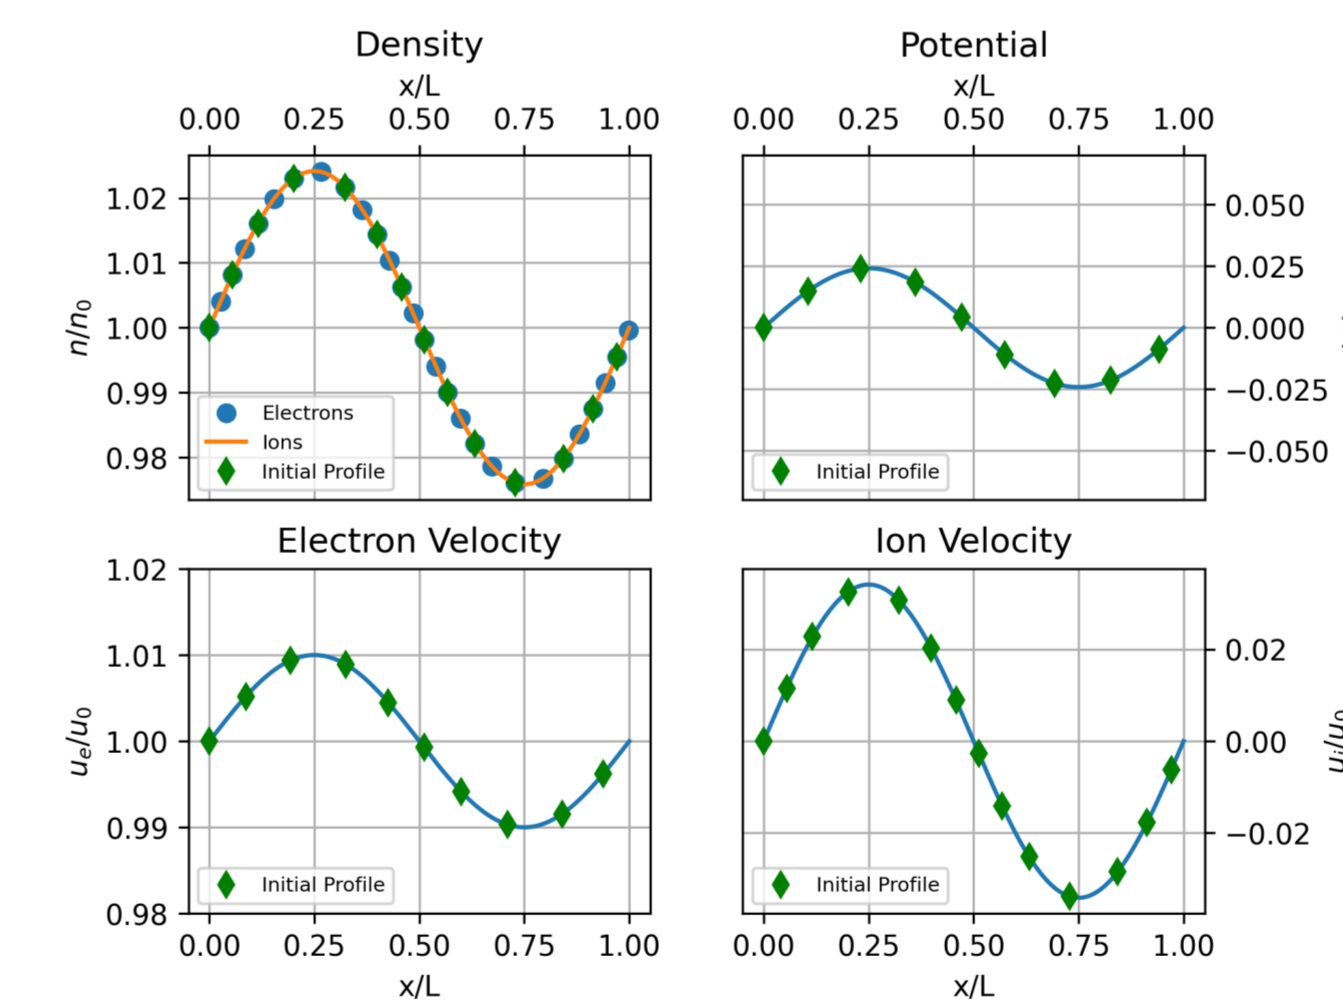 Density
x/L
0.00 0.25 0.50 0.75 1.00
1.02
1.01
1.00
0.99
0.98
n/n₀
Electrons
Ions
Initial Profile
Potential
x/L
0.00 0.25 0.50 0.75 1.00
0.050
0.025
0.000
−0.025
−0.050
Initial Profile
Electron Velocity
1.02
1.01
1.00
0.99
0.98
uₑ/u₀
Initial Profile
0.00 0.25 0.50 0.75 1.00
x/L
Ion Velocity
0.02
0.00
−0.02
uᵢ/u₀
Initial Profile
0.00 0.25 0.50 0.75 1.00
x/L